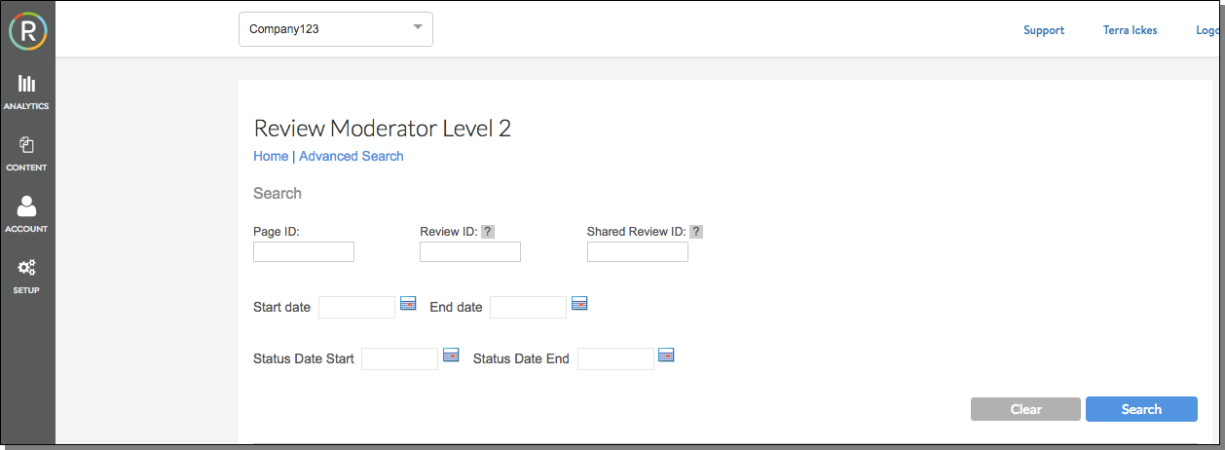 R
Company123
Support Terra Ickes
ANALYTICS
CONTENT
ACCOUNT
SETUP
Review Moderator Level 2
Home | Advanced Search
Search
Page ID: Review ID: ? Shared Review ID: ?
Start date End date
Status Date Start Status Date End
Clear Search